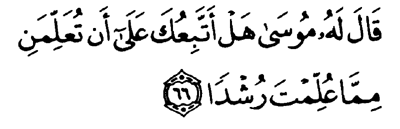 قَالَ لَهُۥ مُوسَىٰ هَلْ أَتَّبِعُكَ عَلَىٰٓ أَن تُعَلِّمَنِ
مِمَّا عُلِّمْتَ رُشْدًا ۝٦٦